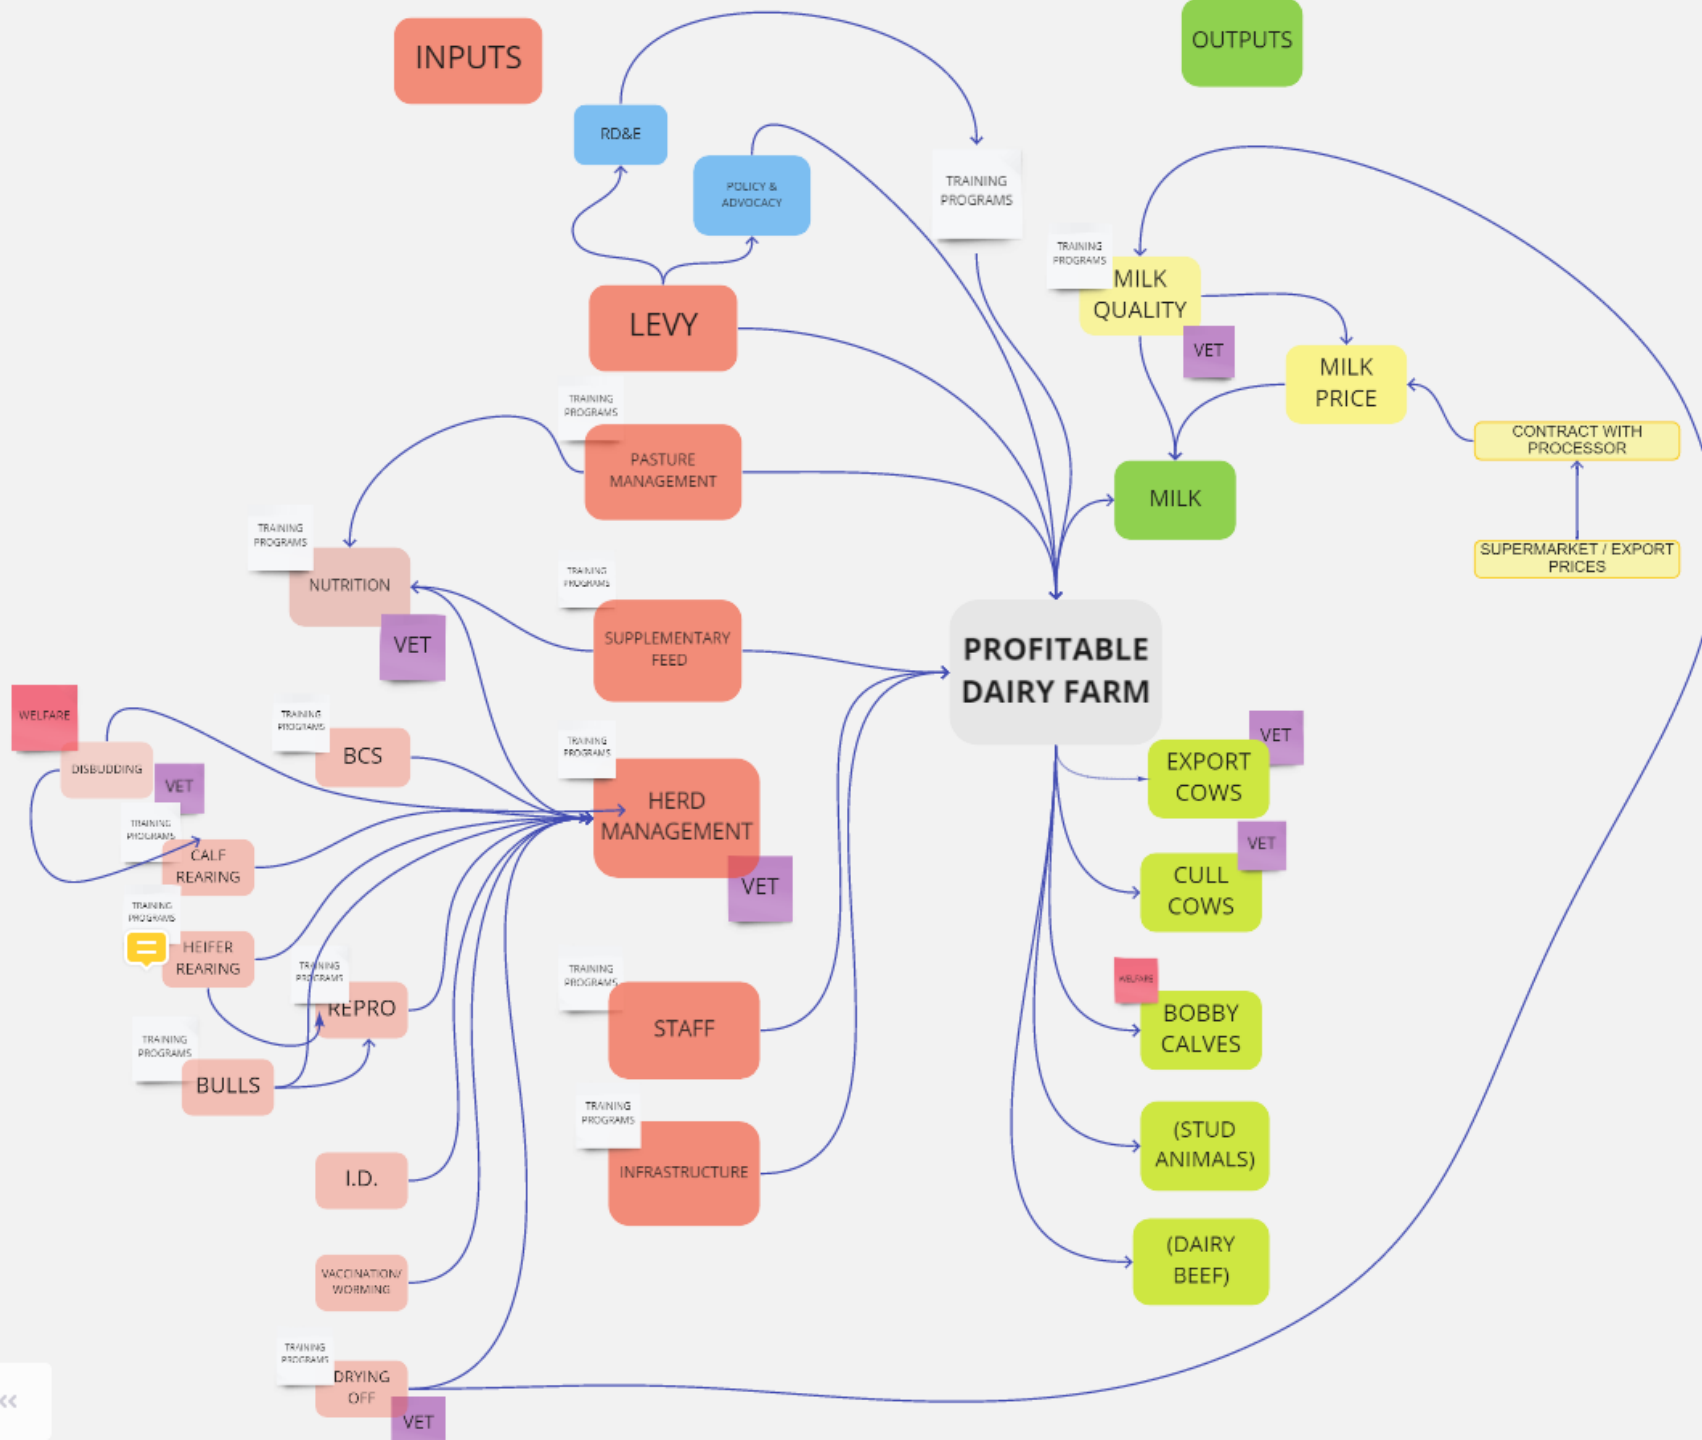 INPUTS
OUTPUTS
RD&E
POLICY &
ADVOCACY
TRAINING
PROGRAMS
TRAINING
PROGRAMS
MILK
QUALITY
VET
LEVY
MILK
PRICE
CONTRACT WITH
PROCESSOR
SUPERMARKET / EXPORT
PRICES
MILK
TRAINING
PROGRAMS
PASTURE
MANAGEMENT
TRAINING
PROGRAMS
NUTRITION
VET
TRAINING
PROGRAMS
SUPPLEMENTARY
FEED
PROFITABLE
DAIRY FARM
WELFARE
DISBUDDING
VET
TRAINING
PROGRAMS
BCS
TRAINING
PROGRAMS
HERD
MANAGEMENT
VET
VET
EXPORT
COWS
VET
CULL
COWS
TRAINING
PROGRAMS
CALF
REARING
TRAINING
PROGRAMS
HEIFER
REARING
TRAINING
PROGRAMS
REPRO
TRAINING
PROGRAMS
BULLS
TRAINING
PROGRAMS
STAFF
WELFARE
BOBBY
CALVES
TRAINING
PROGRAMS
INFRASTRUCTURE
(STUD
ANIMALS)
I.D.
(DAIRY
BEEF)
VACCINATION/
WORMING
TRAINING
PROGRAMS
DRYING
OFF
VET